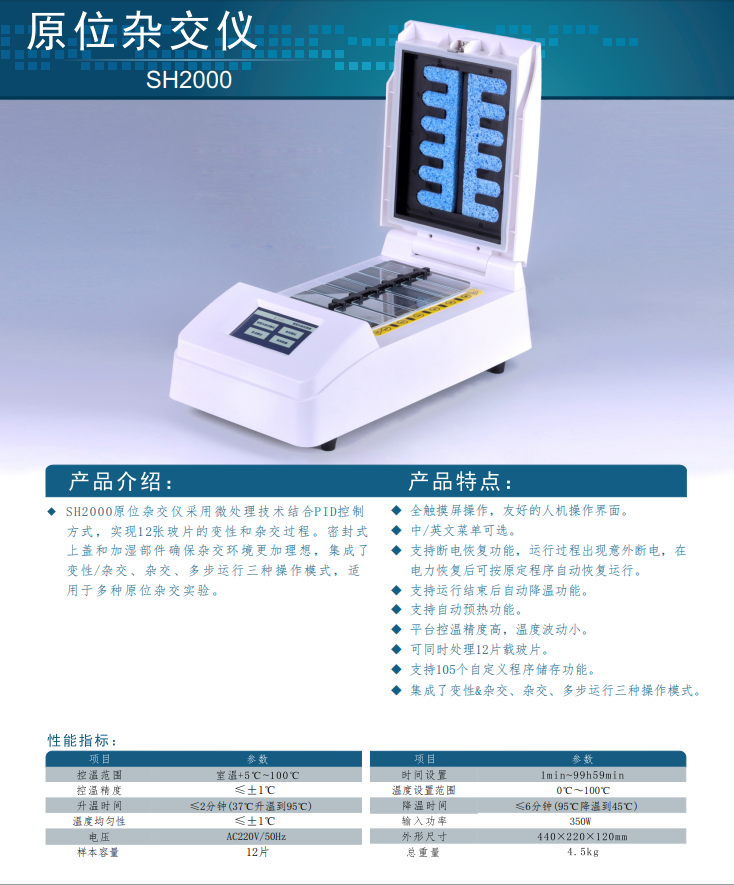 原位杂交仪
SH2000
产品介绍：
◆ SH2000原位杂交仪采用微处理技术结合PID控制
方式，实现12张玻片的变性和杂交过程。密封式
上盖和加湿部件确保杂交环境更加理想，集成了
变性/杂交、杂交、多步运行三种操作模式，适
用于多种原位杂交实验。
产品特点：
◆ 全触摸屏操作，友好的人机操作界面。
◆ 中/英文菜单可选。
◆ 支持断电恢复功能，运行过程出现意外断电，在
电力恢复后可按原定程序自动恢复运行。
◆ 支持运行结束后自动降温功能。
◆ 支持自动预热功能。
◆ 平台控温精度高，温度波动小。
◆ 可同时处理12片载玻片。
◆ 支持105个自定义程序储存功能。
◆ 集成了变性&杂交、杂交、多步运行三种操作模式。
性能指标：
项目 参数 项目 参数
控温范围 室温+5℃~100℃ 时间设置 1min~99h59min
控温精度 ≤±1℃ 温度设置范围 0℃～100℃
升温时间 ≤2分钟(37℃升温到95℃) 降温时间 ≤6分钟(95℃降温到45℃)
温度均匀性 ≤±1℃ 输入功率 350W
电压 AC220V/50Hz 外形尺寸 440×220×120mm
样本容量 12片 总重量 4.5kg